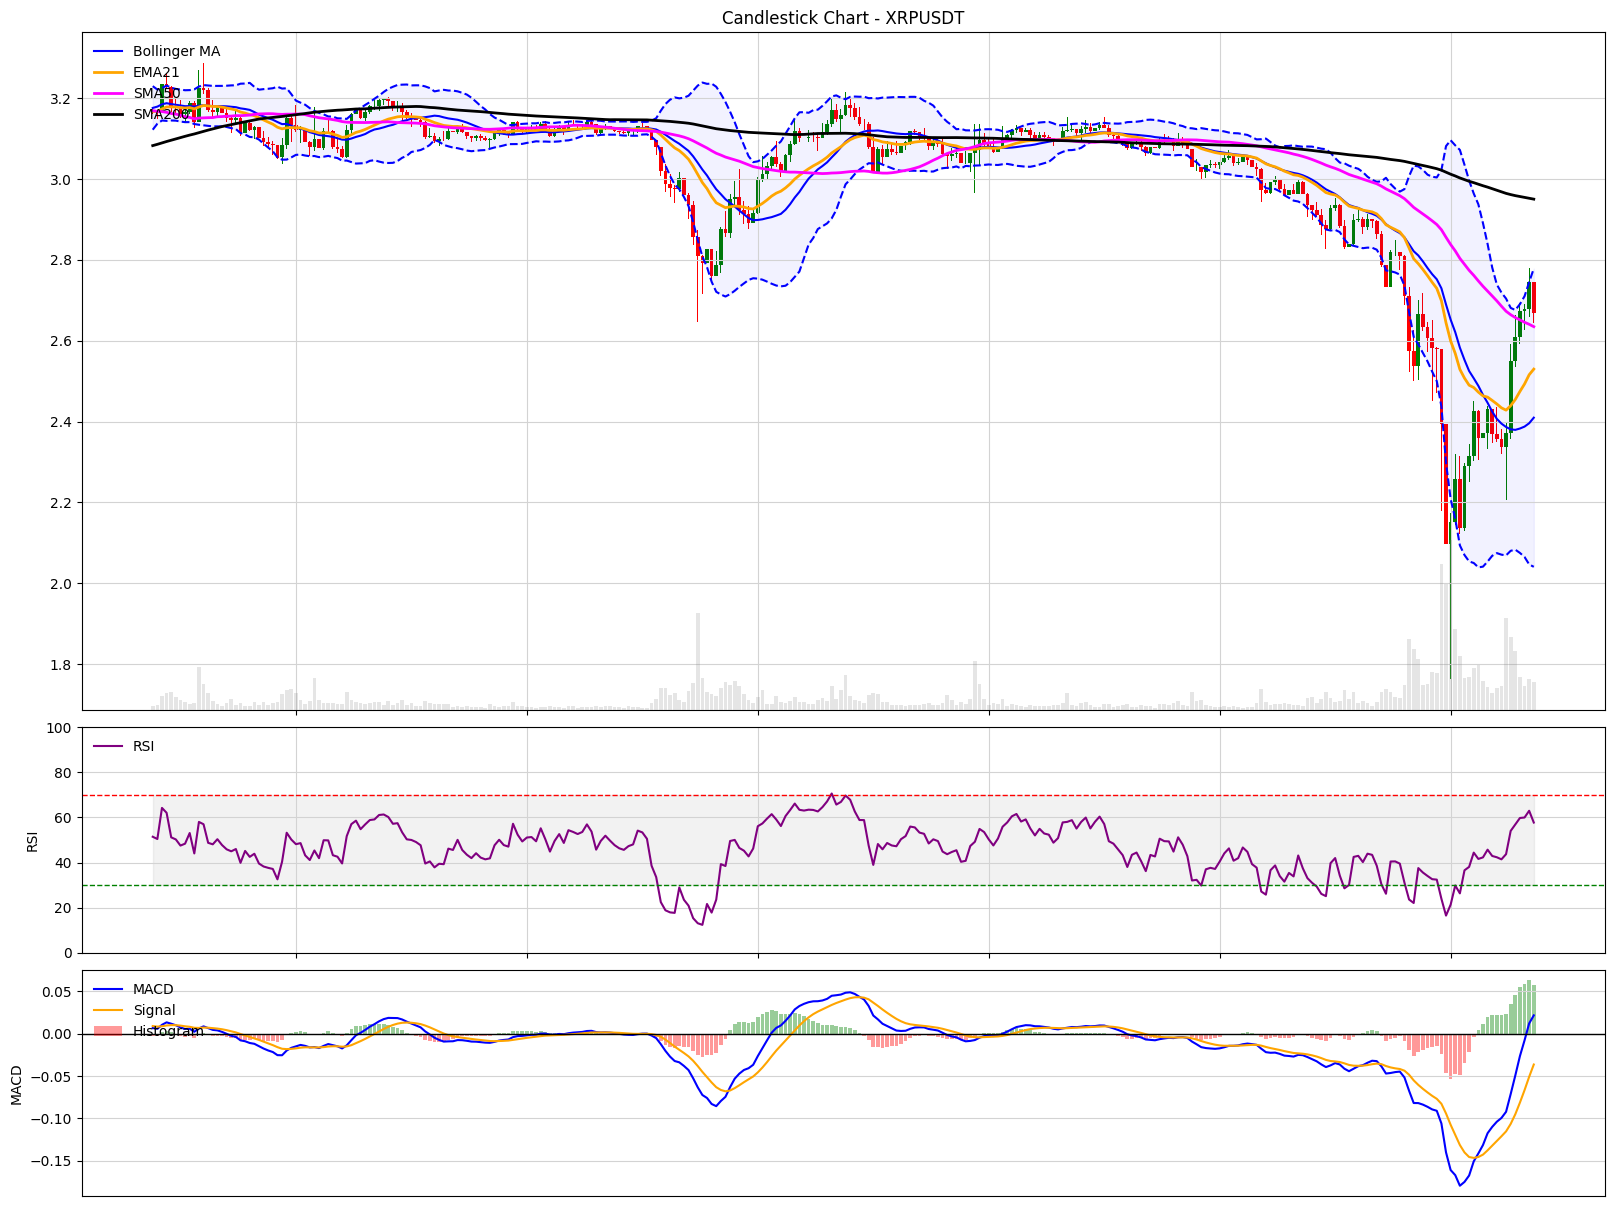 Candlestick Chart - XRPUSDT
Bollinger MA
EMA21
SMA50
SMA200
3.2
3.0
2.8
2.6
2.4
2.2
2.0
1.8
RSI
100
80
60
40
20
0
RSI
MACD
Signal
Histogram
0.05
0.00
−0.05
−0.10
−0.15
MACD